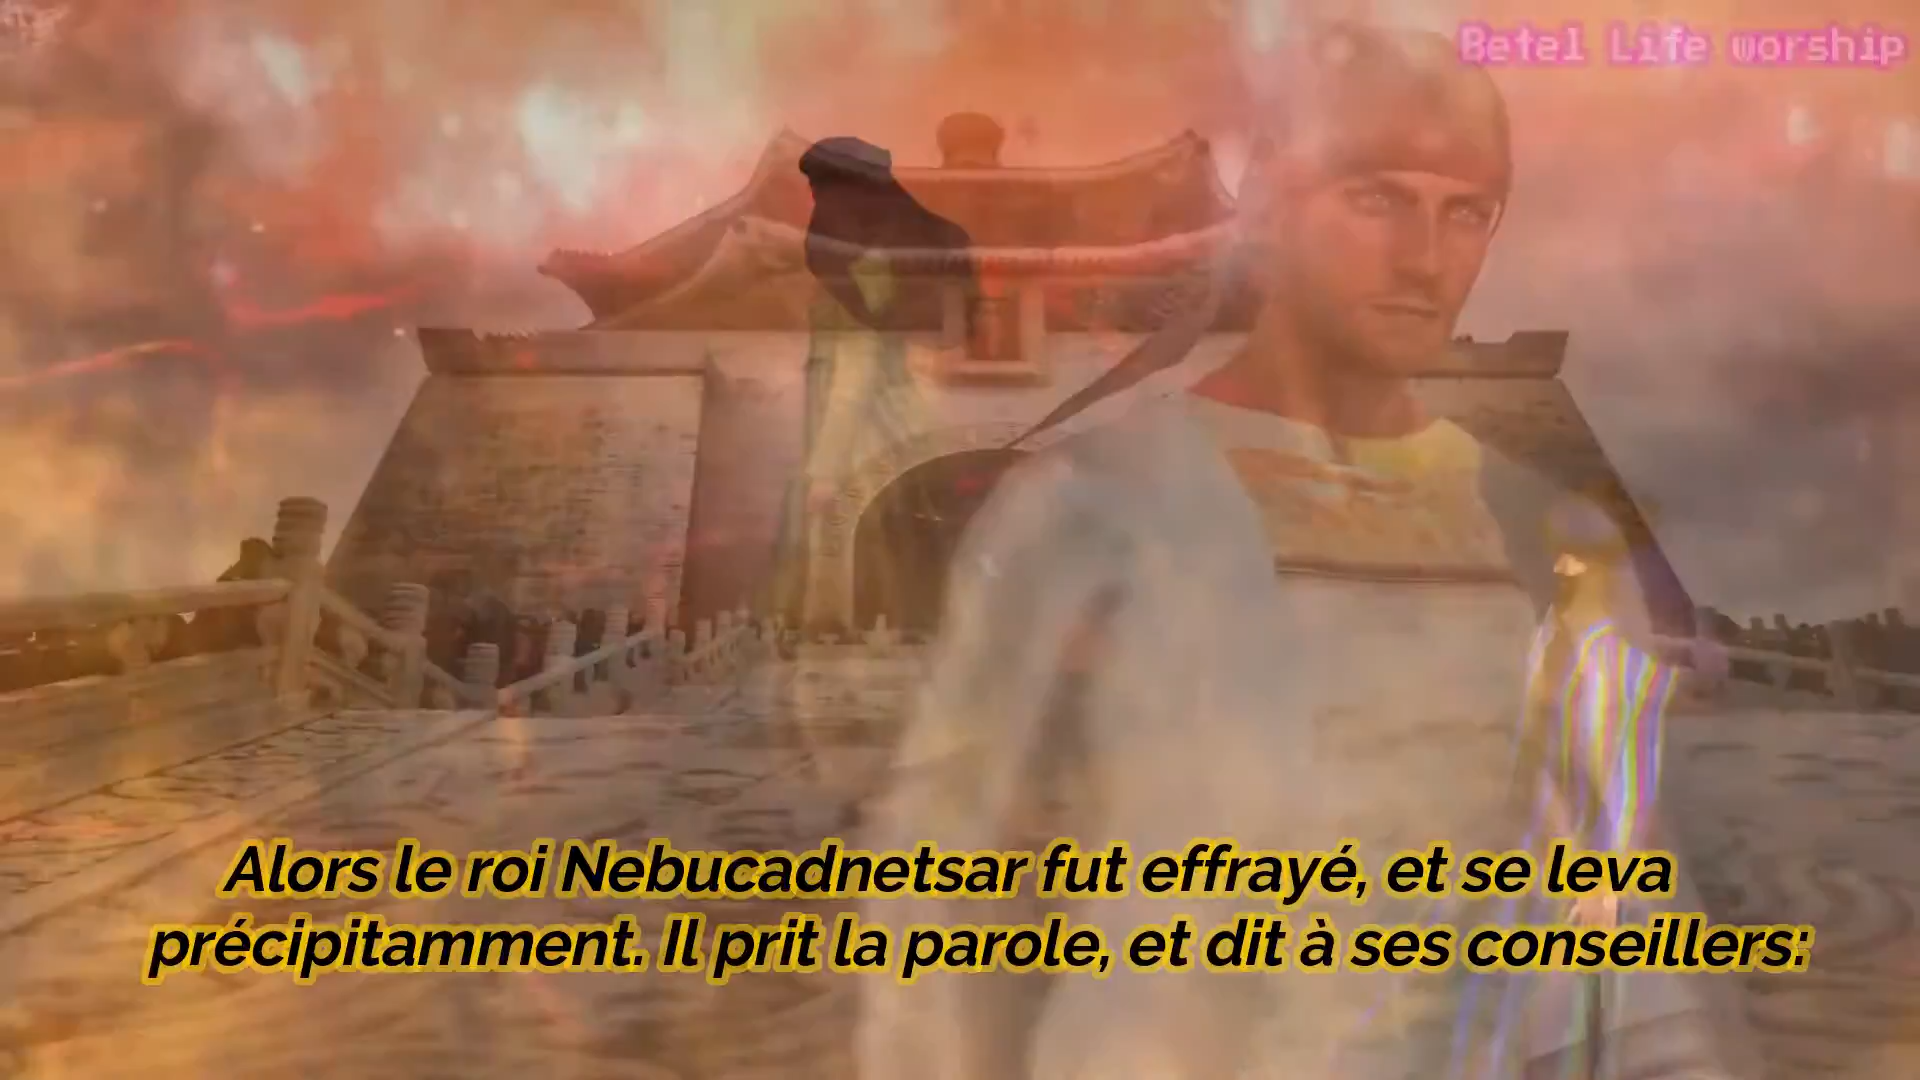 Betel Life worship
Alors le roi Nebucadnetsar fut effrayé, et se leva
précipitamment. Il prit la parole, et dit à ses conseillers: